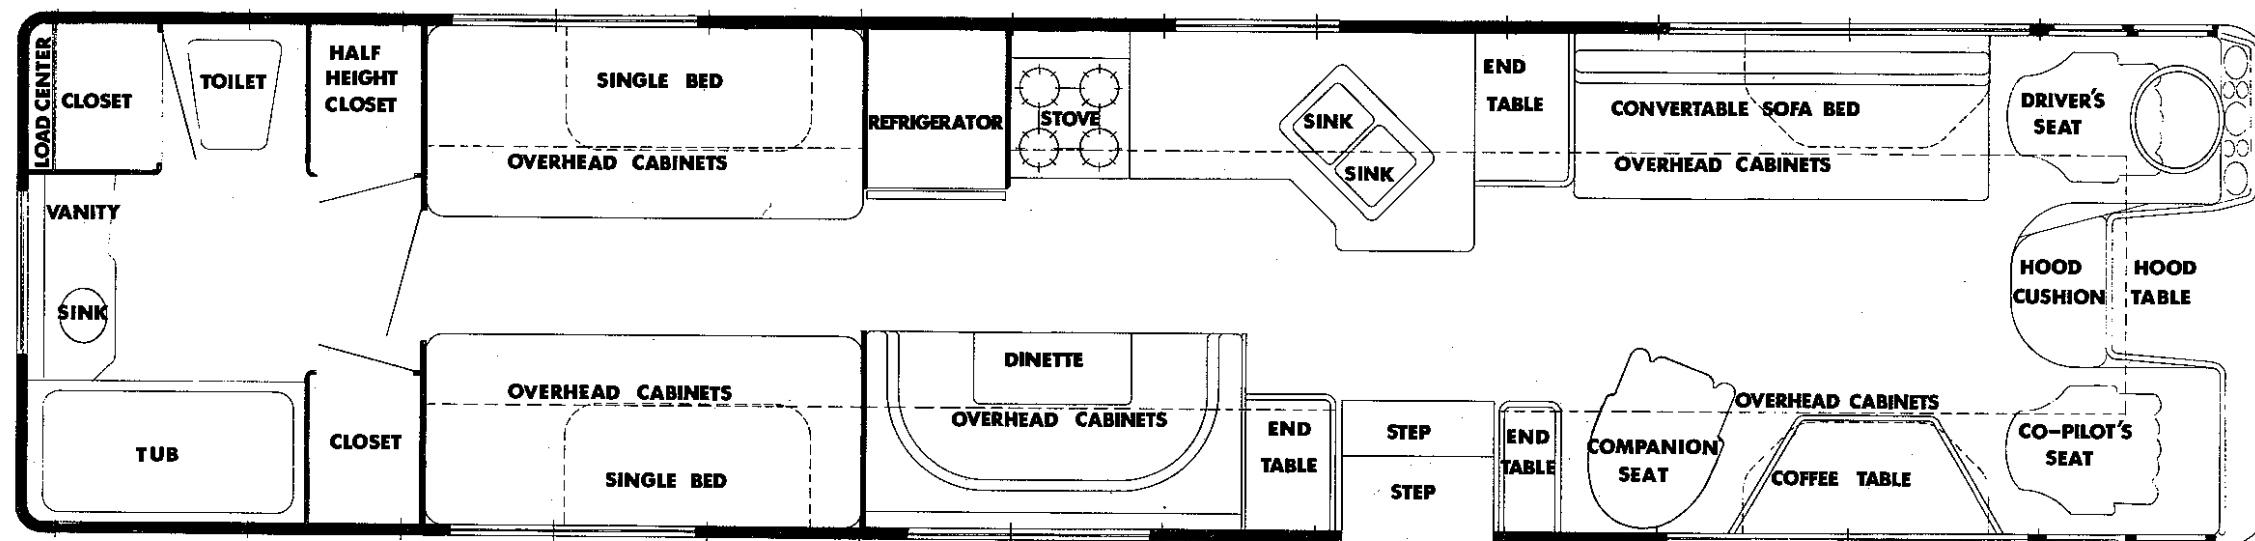 LOAD CENTER
CLOSET
TOILET
HALF
HEIGHT
CLOSET
SINGLE BED
OVERHEAD CABINETS
REFRIGERATOR
STOVE
SINK
SINK
END
TABLE
CONVERTABLE SOFA BED
OVERHEAD CABINETS
DRIVER'S
SEAT
VANITY
SINK
HOOD
CUSHION
HOOD
TABLE
TUB
CLOSET
OVERHEAD CABINETS
SINGLE BED
DINETTE
OVERHEAD CABINETS
END
TABLE
STEP
STEP
END
TABLE
COMPANION
SEAT
OVERHEAD CABINETS
COFFEE TABLE
CO-PILOT'S
SEAT